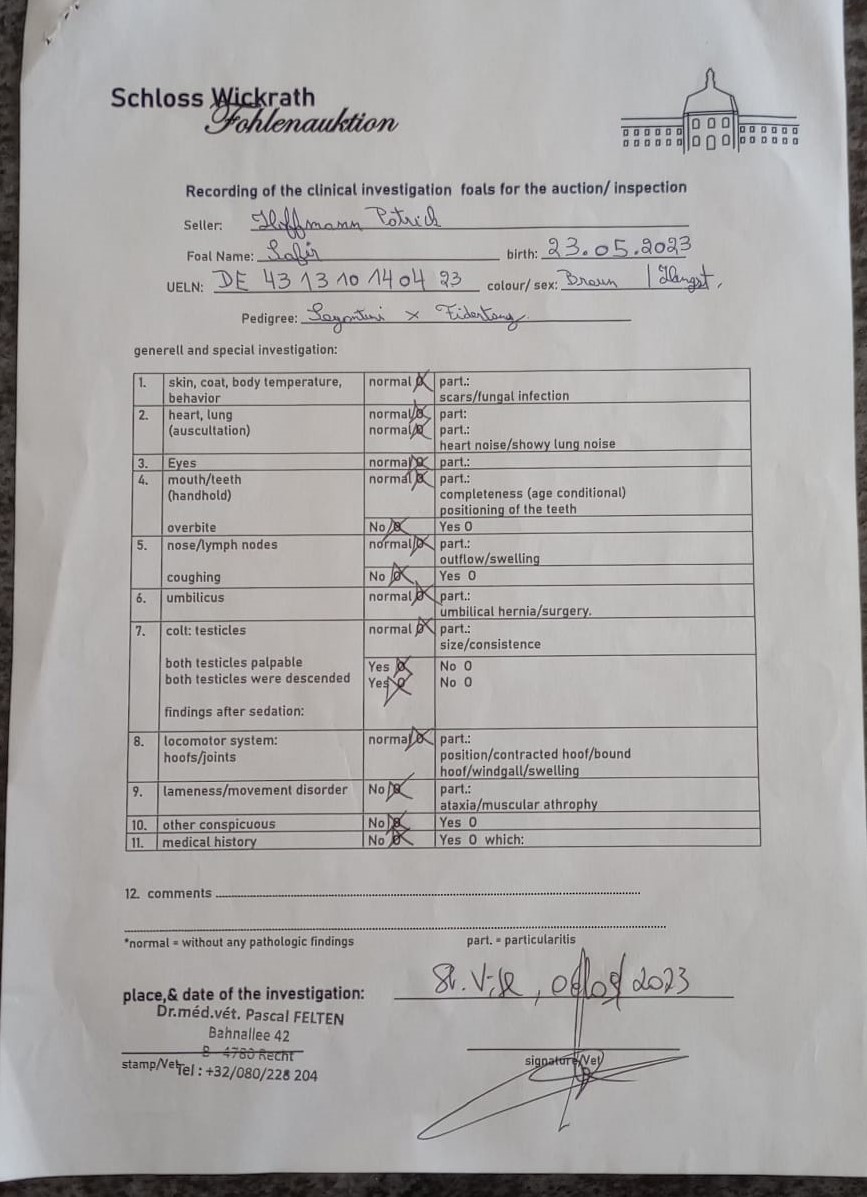 Schloss Wickrath
Fohlenauktion
Recording of the clinical investigation foals for the auction/ inspection
Seller: Hoffmann Patrick
Foal Name: Safir birth: 23.05.2023
UELN: DE 43 13 10 14 04 23 colour/ sex: Braun / Hengst
Pedigree: x
generell and special investigation:
1. skin, coat, body temperature, normal part.:
behavior scars/fungal infection
2. heart, lung normal part:
(auscultation) normal part.:
heart noise/showy lung noise
3. Eyes normal part.:
4. mouth/teeth normal part.:
(handhold) completeness (age conditional)
positioning of the teeth
overbite No Yes O
5. nose/lymph nodes normal part.:
outflow/swelling
coughing No Yes O
6. umbilicus normal part.:
umbilical hernia/surgery.
7. colt: testicles normal part.:
size/consistence
both testicles palpable Yes No O
both testicles were descended Yes No O
findings after sedation:
8. locomotor system: normal part.:
hoofs/joints position/contracted hoof/bound
hoof/windgall/swelling
9. lameness/movement disorder No part.:
ataxia/muscular athrophy
10. other conspicuous No Yes O
11. medical history No Yes O which:
12. comments
*normal = without any pathologic findings part. = particularitis
place,& date of the investigation: 2023
Dr.méd.vét. Pascal FELTEN
Bahnallee 42
B - 4780 Recht
stamp/Vet signature/Vet
Tel : +32/080/228 204